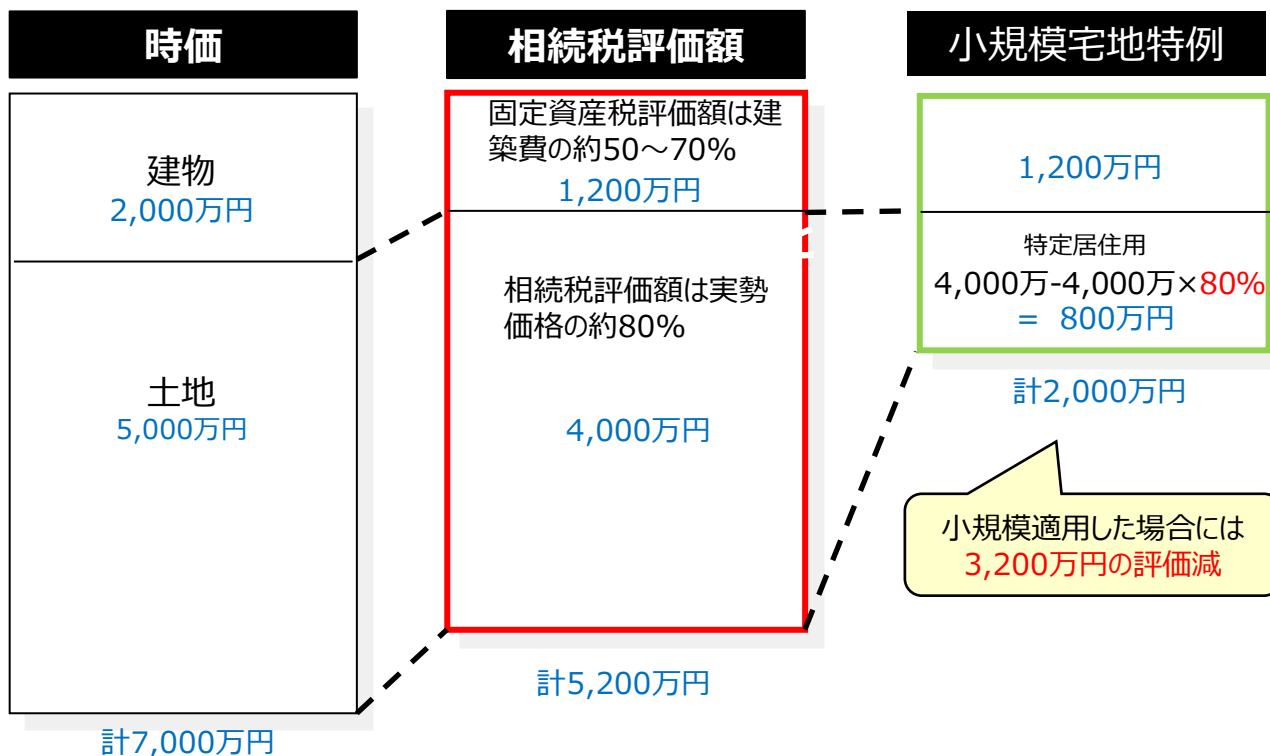 時価
建物
2,000万円
土地
5,000万円
計7,000万円
相続税評価額
固定資産税評価額は建
築費の約50～70%
1,200万円
相続税評価額は実勢
価格の約80%
4,000万円
計5,200万円
小規模宅地特例
1,200万円
特定居住用
4,000万-4,000万×80%
= 800万円
計2,000万円
小規模適用した場合には
3,200万円の評価減